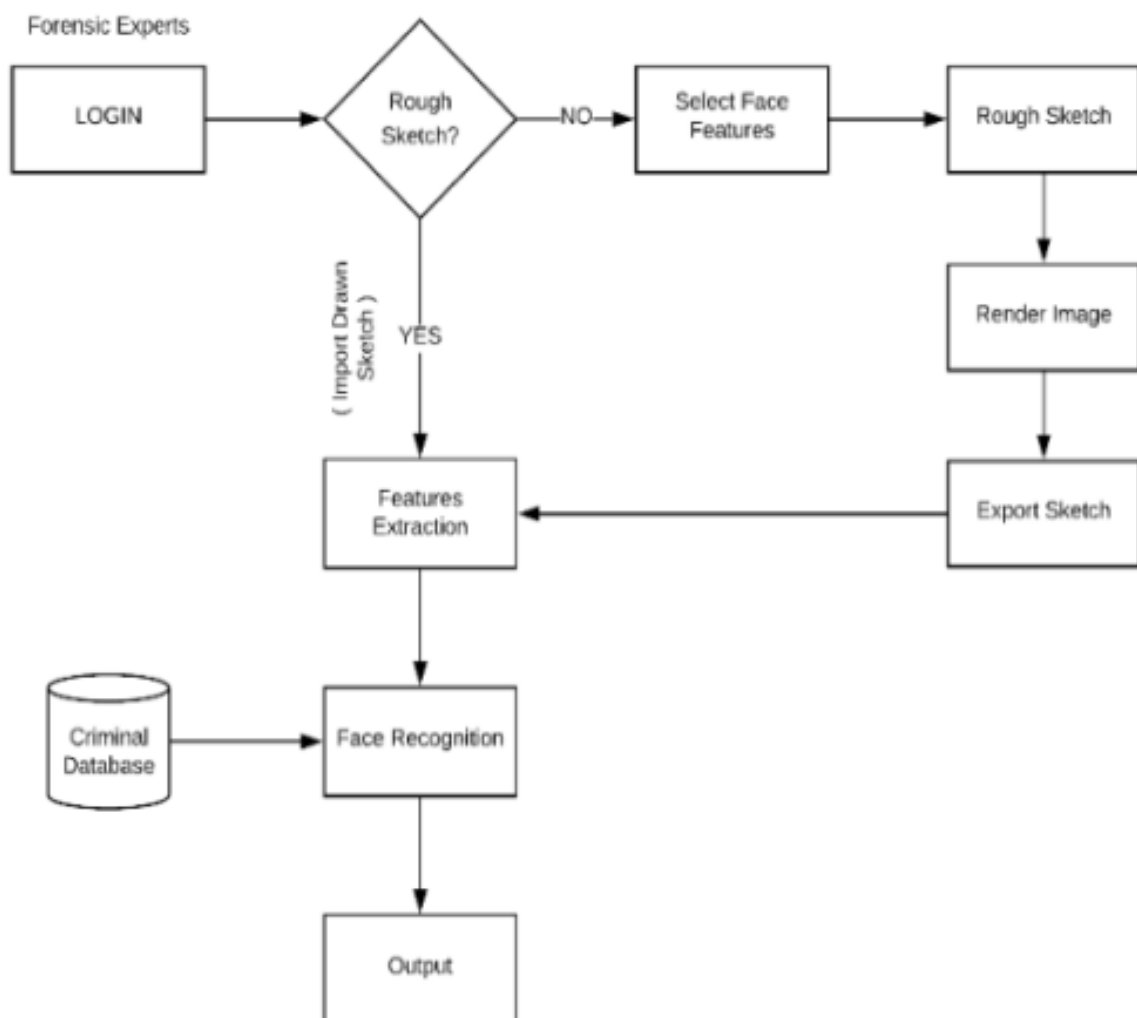 Forensic Experts
LOGIN
Rough
Sketch?
NO
Select Face
Features
Rough Sketch
( Import Drawn
Sketch )
YES
Render Image
Features
Extraction
Export Sketch
Criminal
Database
Face Recognition
Output